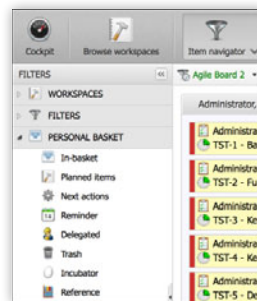 Cockpit
Browse workspaces
Item navigator
FILTERS
Agile Board 2
WORKSPACES
Administrator,
FILTERS
PERSONAL BASKET
In-basket
Planned items
Next actions
Reminder
Delegated
Trash
Incubator
Reference
Administra
TST-1 - Ba
Administra
TST-2 - Fu
Administra
TST-3 - Ke
Administra
TST-4 - Ke
Administra
TST-5 - De